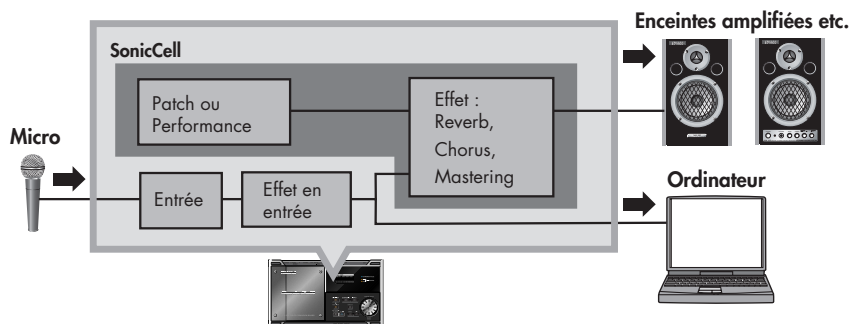 Enceintes amplifiées etc.
SonicCell
Patch ou
Performance
Effet :
Reverb,
Chorus,
Mastering
Micro
Entrée
Effet en
entrée
Ordinateur